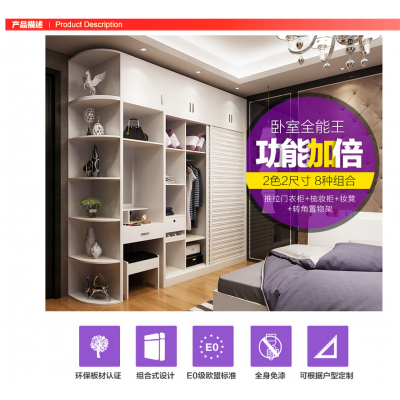 产品描述 | Product Description
卧室全能王
功能加倍
2色2尺寸 8种组合
推拉门衣柜+梳妆柜+妆凳
+转角置物架
E0
环保板材认证 组合式设计 E0级欧盟标准 全身免漆 可根据户型定制